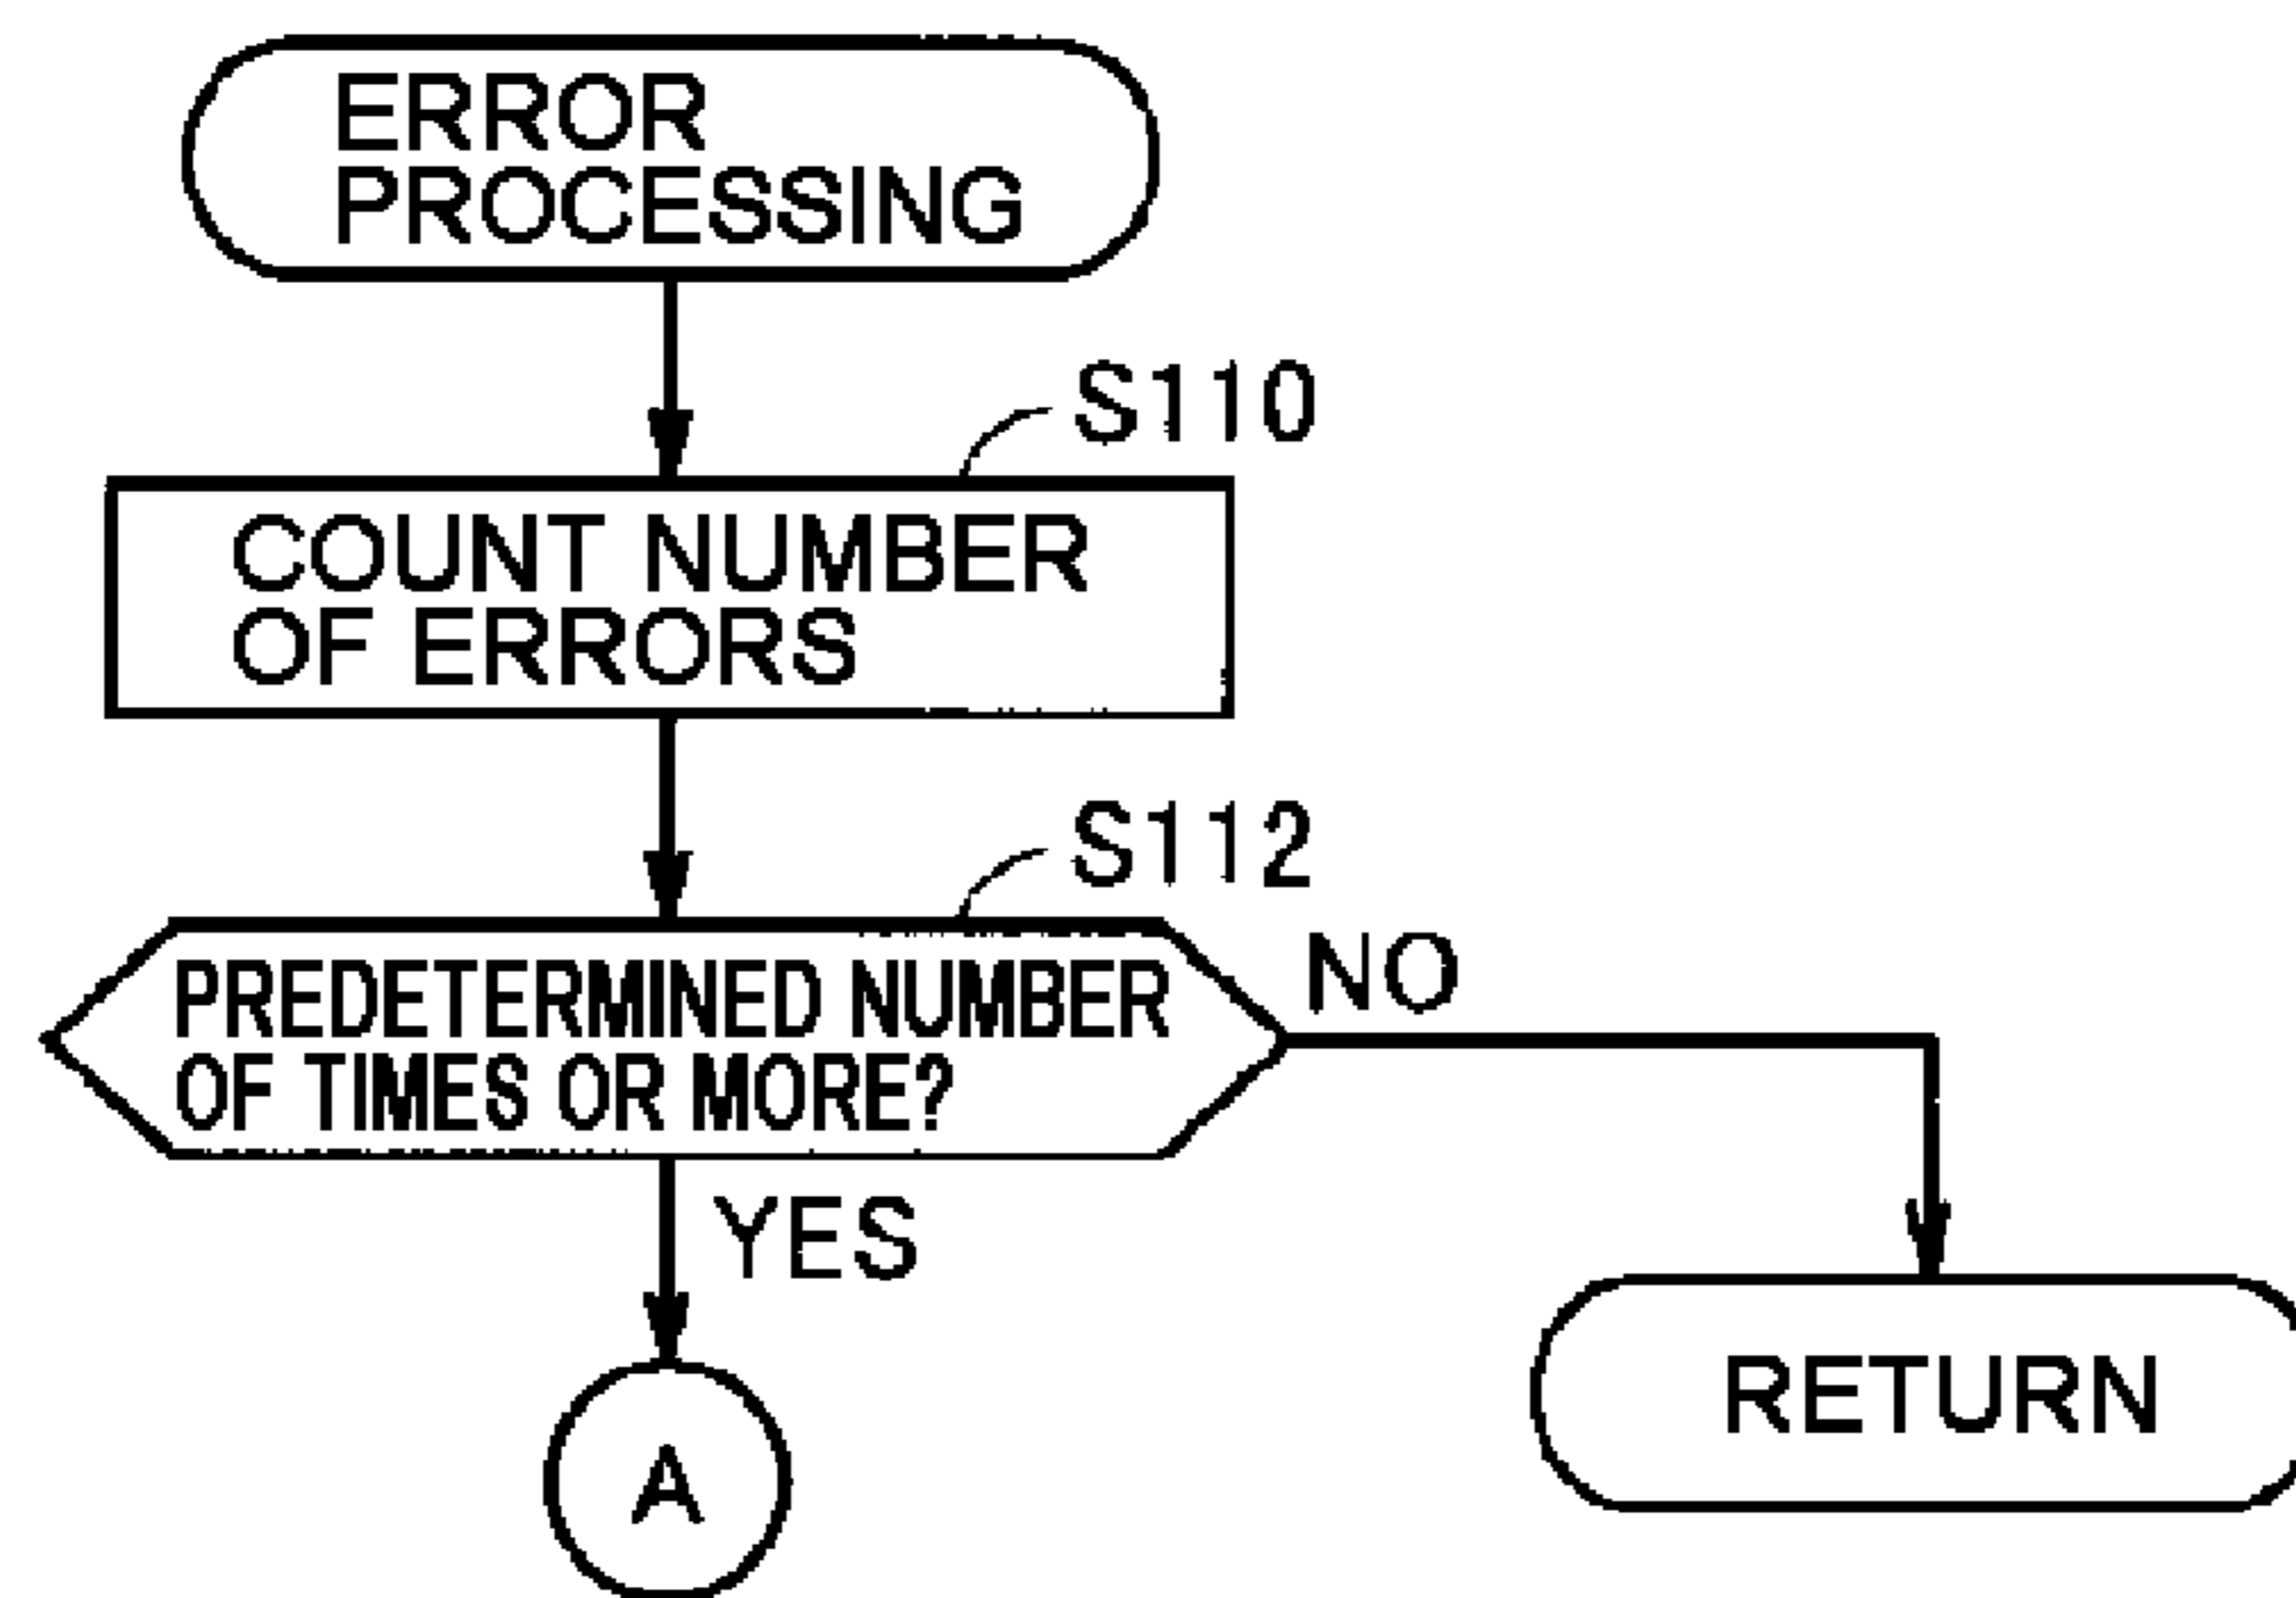 ERROR
PROCESSING
S110
COUNT NUMBER
OF ERRORS
S112
PREDETERMINED NUMBER
OF TIMES OR MORE?
NO
YES
RETURN
A